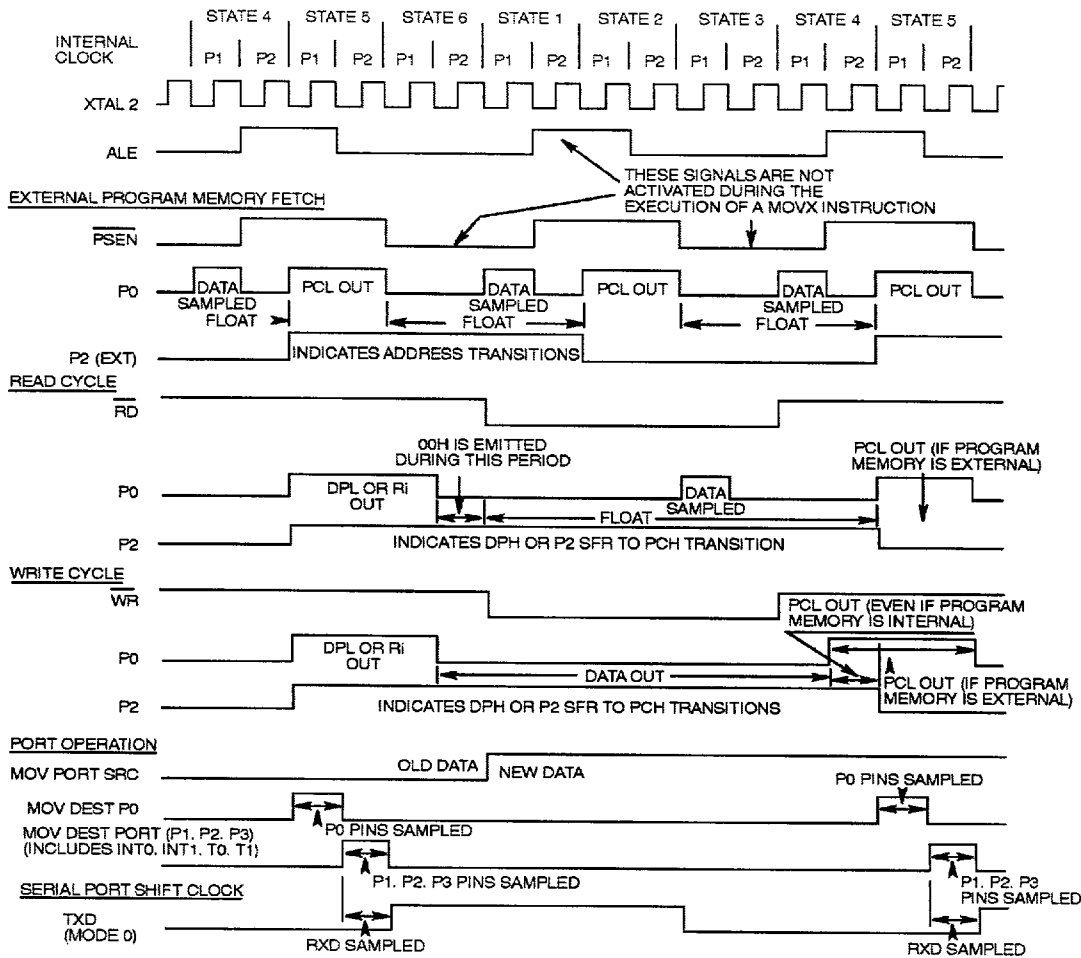 STATE 4 STATE 5 STATE 6 STATE 1 STATE 2 STATE 3 STATE 4 STATE 5
INTERNAL
CLOCK
P1 P2 P1 P2 P1 P2 P1 P2 P1 P2 P1 P2 P1 P2 P1 P2
XTAL 2
ALE
THESE SIGNALS ARE NOT
ACTIVATED DURING THE
EXECUTION OF A MOVX INSTRUCTION
EXTERNAL PROGRAM MEMORY FETCH
PSEN
P0
DATA PCL OUT DATA PCL OUT DATA PCL OUT
SAMPLED SAMPLED SAMPLED
FLOAT FLOAT FLOAT
P2 (EXT)
INDICATES ADDRESS TRANSITIONS
READ CYCLE
RD
00H IS EMITTED
DURING THIS PERIOD
PCL OUT (IF PROGRAM
MEMORY IS EXTERNAL)
P0
DPL OR Ri
OUT
DATA
SAMPLED
FLOAT
P2
INDICATES DPH OR P2 SFR TO PCH TRANSITION
WRITE CYCLE
WR
PCL OUT (EVEN IF PROGRAM
MEMORY IS INTERNAL)
P0
DPL OR Ri
OUT
DATA OUT
PCL OUT (IF PROGRAM
MEMORY IS EXTERNAL)
P2
INDICATES DPH OR P2 SFR TO PCH TRANSITIONS
PORT OPERATION
MOV PORT SRC
OLD DATA NEW DATA
MOV DEST P0
P0 PINS SAMPLED
P0 PINS SAMPLED
MOV DEST PORT (P1. P2. P3)
(INCLUDES INT0. INT1. T0. T1)
P1. P2. P3 PINS SAMPLED
P1. P2. P3
PINS SAMPLED
SERIAL PORT SHIFT CLOCK
TXD
(MODE 0)
RXD SAMPLED
RXD SAMPLED